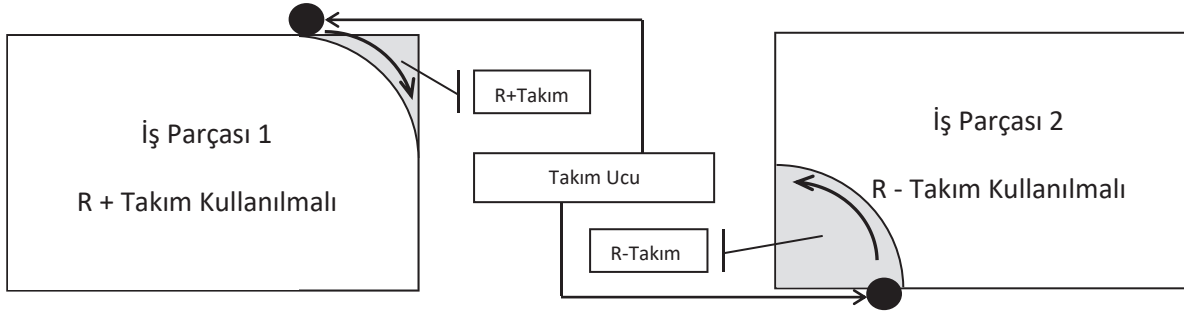 İş Parçası 1
R + Takım Kullanılmalı
R+Takım
Takım Ucu
R-Takım
İş Parçası 2
R - Takım Kullanılmalı